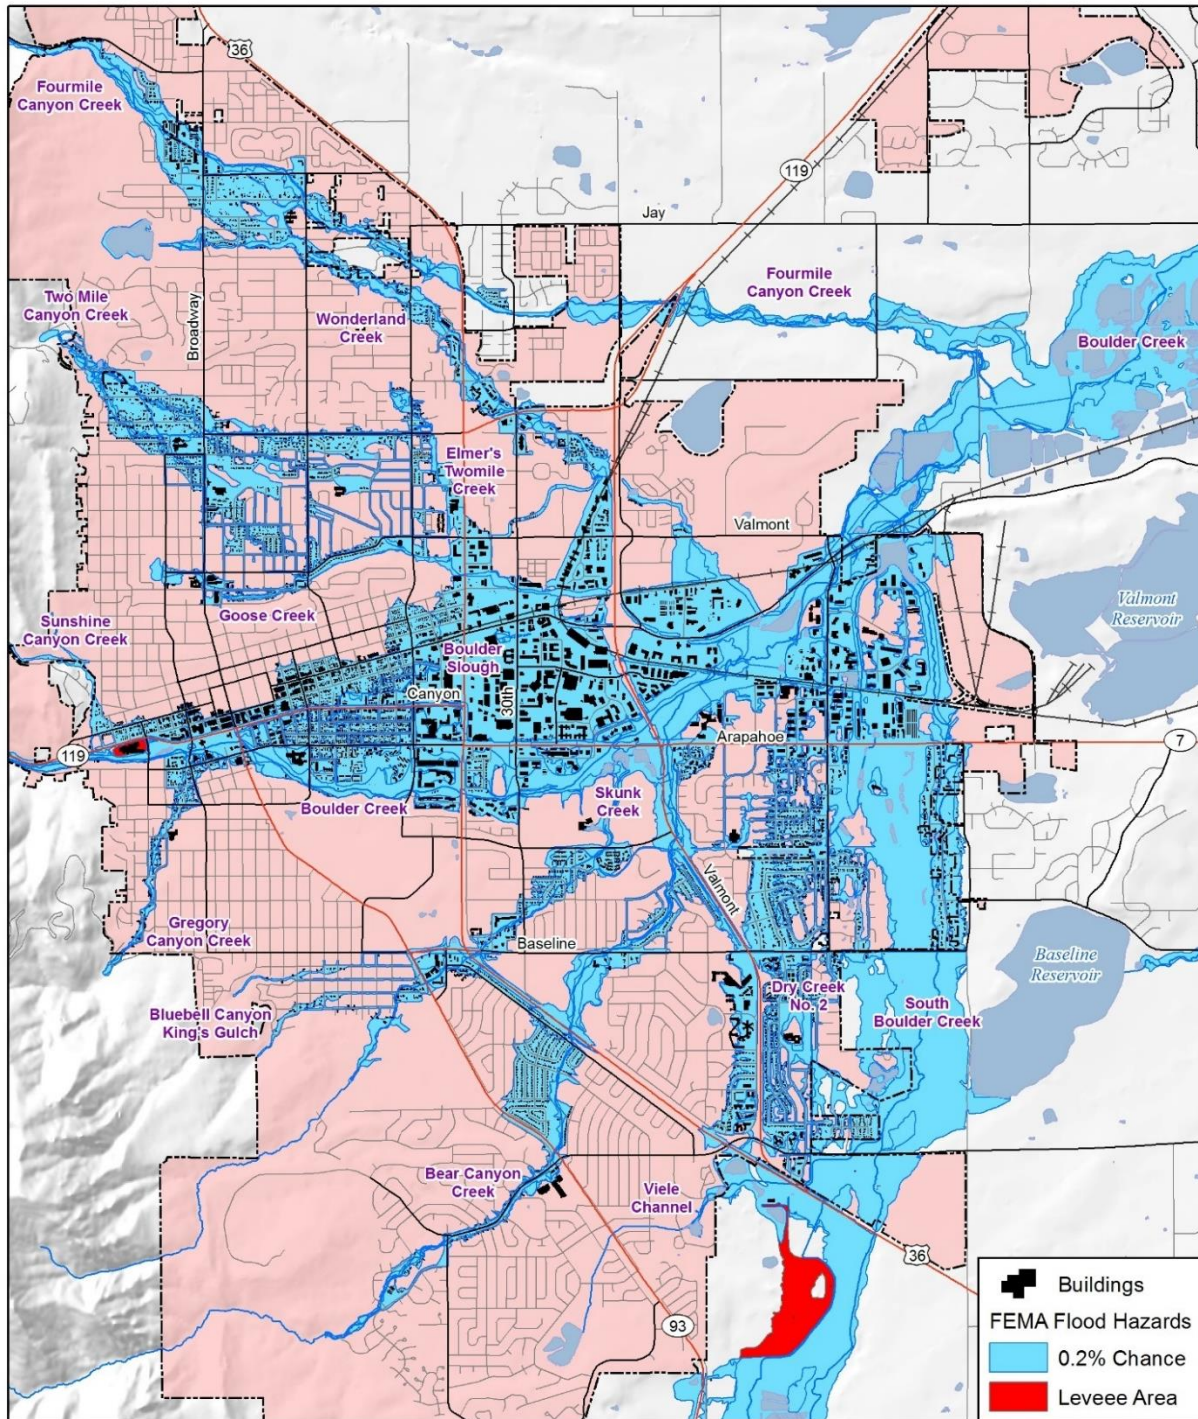 36
Fourmile
Canyon Creek
119
Jay
Fourmile
Canyon Creek
Two Mile
Canyon Creek
Broadway
Wonderland
Creek
Boulder Creek
Elmer's
Twomile
Creek
Valmont
Goose Creek
Sunshine
Canyon Creek
Valmont
Reservoir
Boulder
Slough
Canyon
30th
Arapahoe
119
7
Boulder Creek
Skunk
Creek
Valmont
Gregory
Canyon Creek
Baseline
Baseline
Reservoir
Bluebell Canyon
King's Gulch
Dry Creek
No. 2
South
Boulder Creek
Bear Canyon
Creek
Viele
Channel
36
93
Buildings
FEMA Flood Hazards
0.2% Chance
Leveee Area